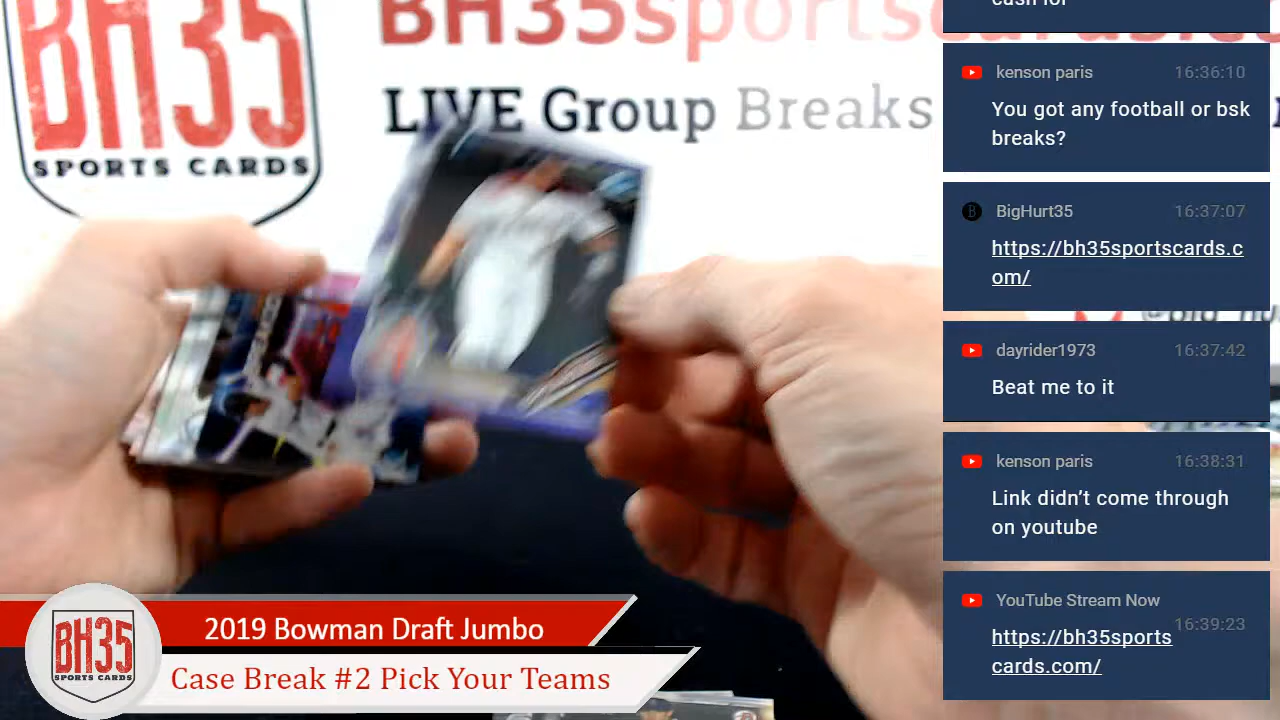 BH35
SPORTS CARDS
BH35sportscards.c
LIVE Group Breaks
cash for
kenson paris 16:36:10
You got any football or bsk
breaks?
BigHurt35 16:37:07
https://bh35sportscards.c
om/
dayrider1973 16:37:42
Beat me to it
kenson paris 16:38:31
Link didn’t come through
on youtube
YouTube Stream Now 16:39:23
https://bh35sports
cards.com/
BH35
SPORTS CARDS
2019 Bowman Draft Jumbo
Case Break #2 Pick Your Teams